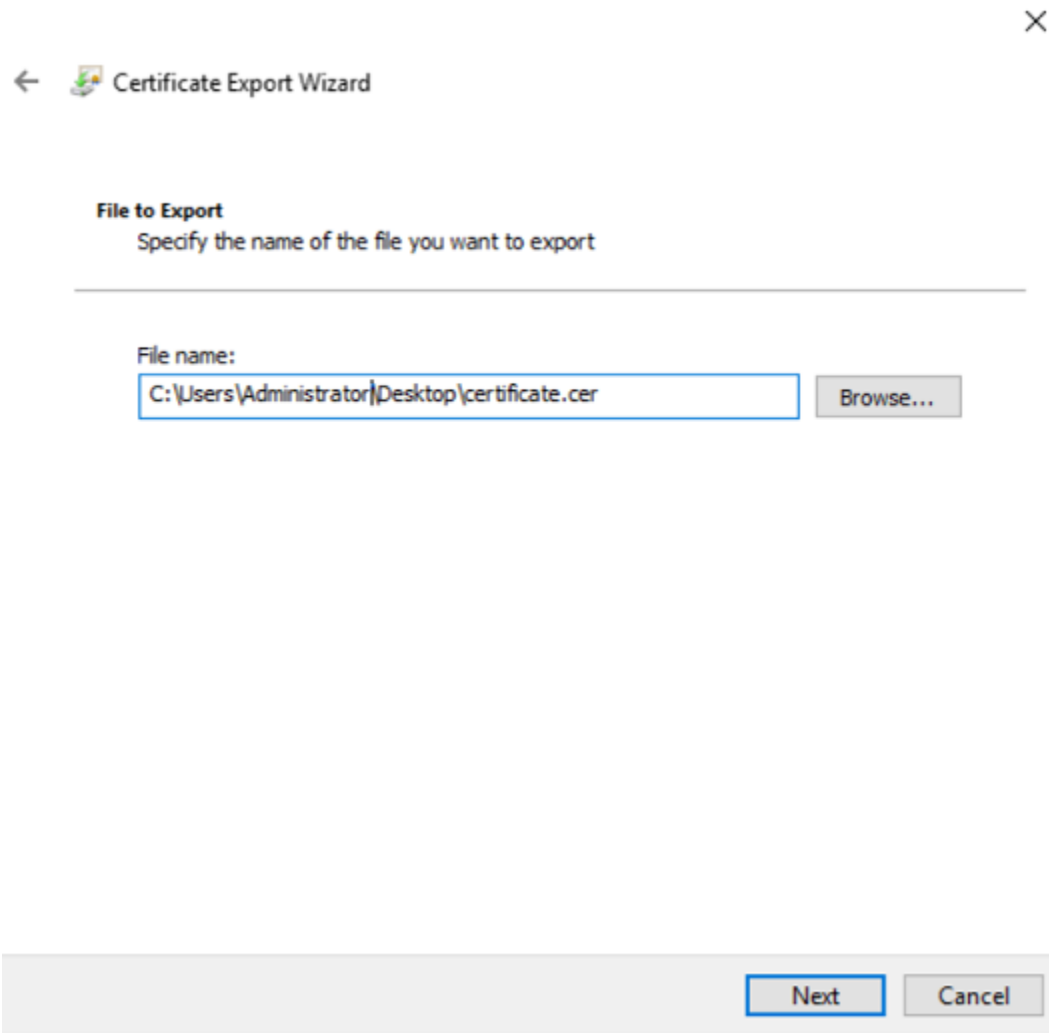 Certificate Export Wizard
File to Export
Specify the name of the file you want to export
File name:
C:\Users\Administrator\Desktop\certificate.cer
Browse...
Next
Cancel